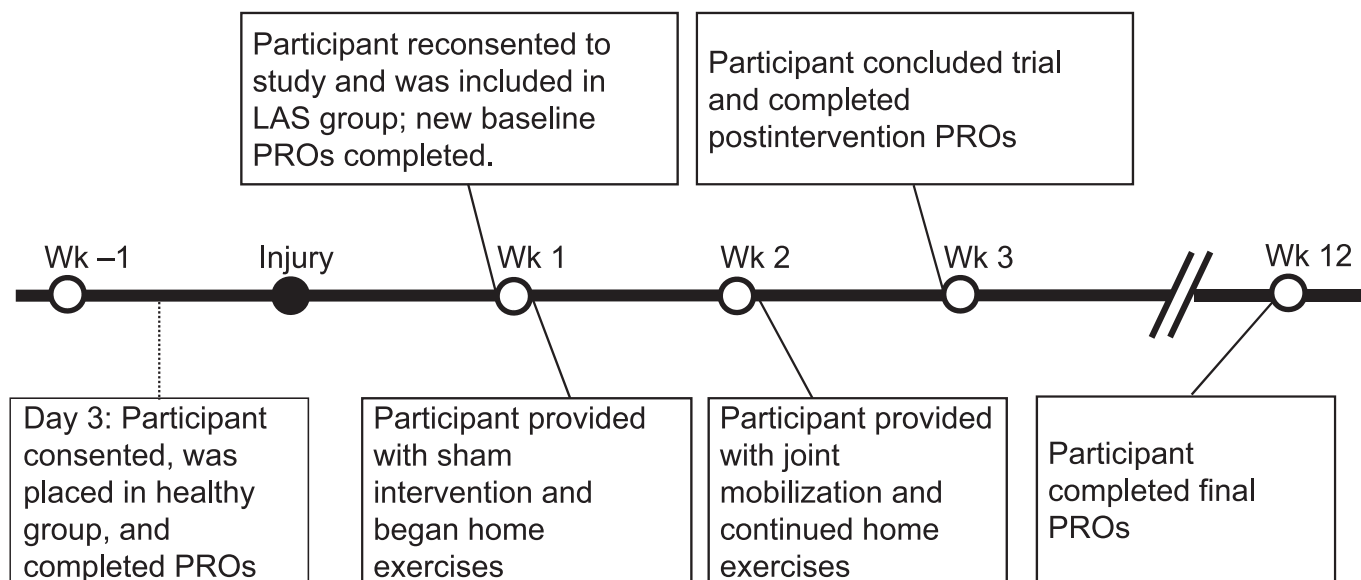 Participant reconsented to
study and was included in
LAS group; new baseline
PROs completed.
Participant concluded trial
and completed
postintervention PROs
Wk –1
Injury
Wk 1
Wk 2
Wk 3
Wk 12
Day 3: Participant
consented, was
placed in healthy
group, and
completed PROs
Participant provided
with sham
intervention and
began home
exercises
Participant provided
with joint
mobilization and
continued home
exercises
Participant
completed final
PROs